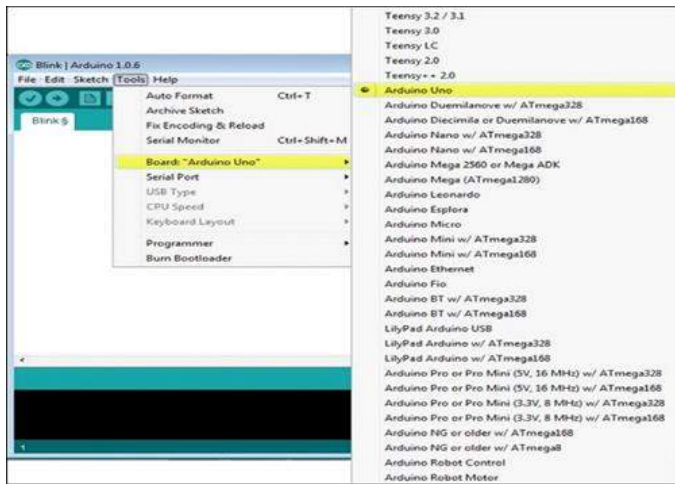 Blink | Arduino 1.0.6
File Edit Sketch Tools Help
Blink §
Auto Format Ctrl+T
Archive Sketch
Fix Encoding & Reload
Serial Monitor Ctrl+Shift+M
Board: "Arduino Uno"
Serial Port
USB Type
CPU Speed
Keyboard Layout
Programmer
Burn Bootloader
Teensy 3.2 / 3.1
Teensy 3.0
Teensy LC
Teensy 2.0
Teensy++ 2.0
Arduino Uno
Arduino Duemilanove w/ ATmega328
Arduino Diecimila or Duemilanove w/ ATmega168
Arduino Nano w/ ATmega328
Arduino Nano w/ ATmega168
Arduino Mega 2560 or Mega ADK
Arduino Mega (ATmega1280)
Arduino Leonardo
Arduino Esplora
Arduino Micro
Arduino Mini w/ ATmega328
Arduino Mini w/ ATmega168
Arduino Ethernet
Arduino Fio
Arduino BT w/ ATmega328
Arduino BT w/ ATmega168
LilyPad Arduino USB
LilyPad Arduino w/ ATmega328
LilyPad Arduino w/ ATmega168
Arduino Pro or Pro Mini (5V, 16 MHz) w/ ATmega328
Arduino Pro or Pro Mini (5V, 16 MHz) w/ ATmega168
Arduino Pro or Pro Mini (3.3V, 8 MHz) w/ ATmega328
Arduino Pro or Pro Mini (3.3V, 8 MHz) w/ ATmega168
Arduino NG or older w/ ATmega168
Arduino NG or older w/ ATmega8
Arduino Robot Control
Arduino Robot Motor